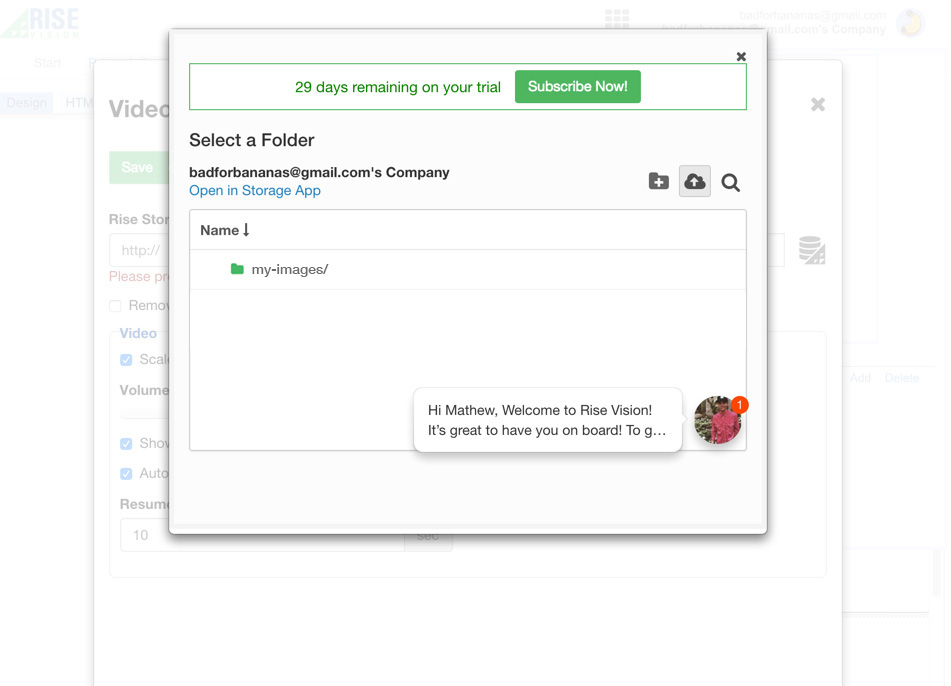 RISE
VISION
badforbananas@gmail.com
badforbananas@gmail.com's Company
Start
Design
HTM
29 days remaining on your trial
Subscribe Now!
Video
Save
Select a Folder
badforbananas@gmail.com's Company
Open in Storage App
Rise Stor
http://
Name
my-images/
Please pr
Remov
Video
Scale
Volume
Add Delete
Hi Mathew, Welcome to Rise Vision!
It's great to have you on board! To g…
1
Show
Auto
Resume
10
sec